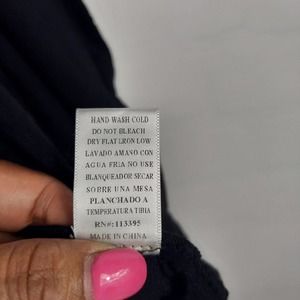 HAND WASH COLD
DO NOT BLEACH
DRY FLAT IRON LOW
LAVADO AMANO CON
AGUA FRIA NO USE
BLANQUEADOR SECAR
SOBRE UNA MESA
PLANCHADO A
TEMPERATURA TIBIA
RN#: 113395
MADE IN CHINA